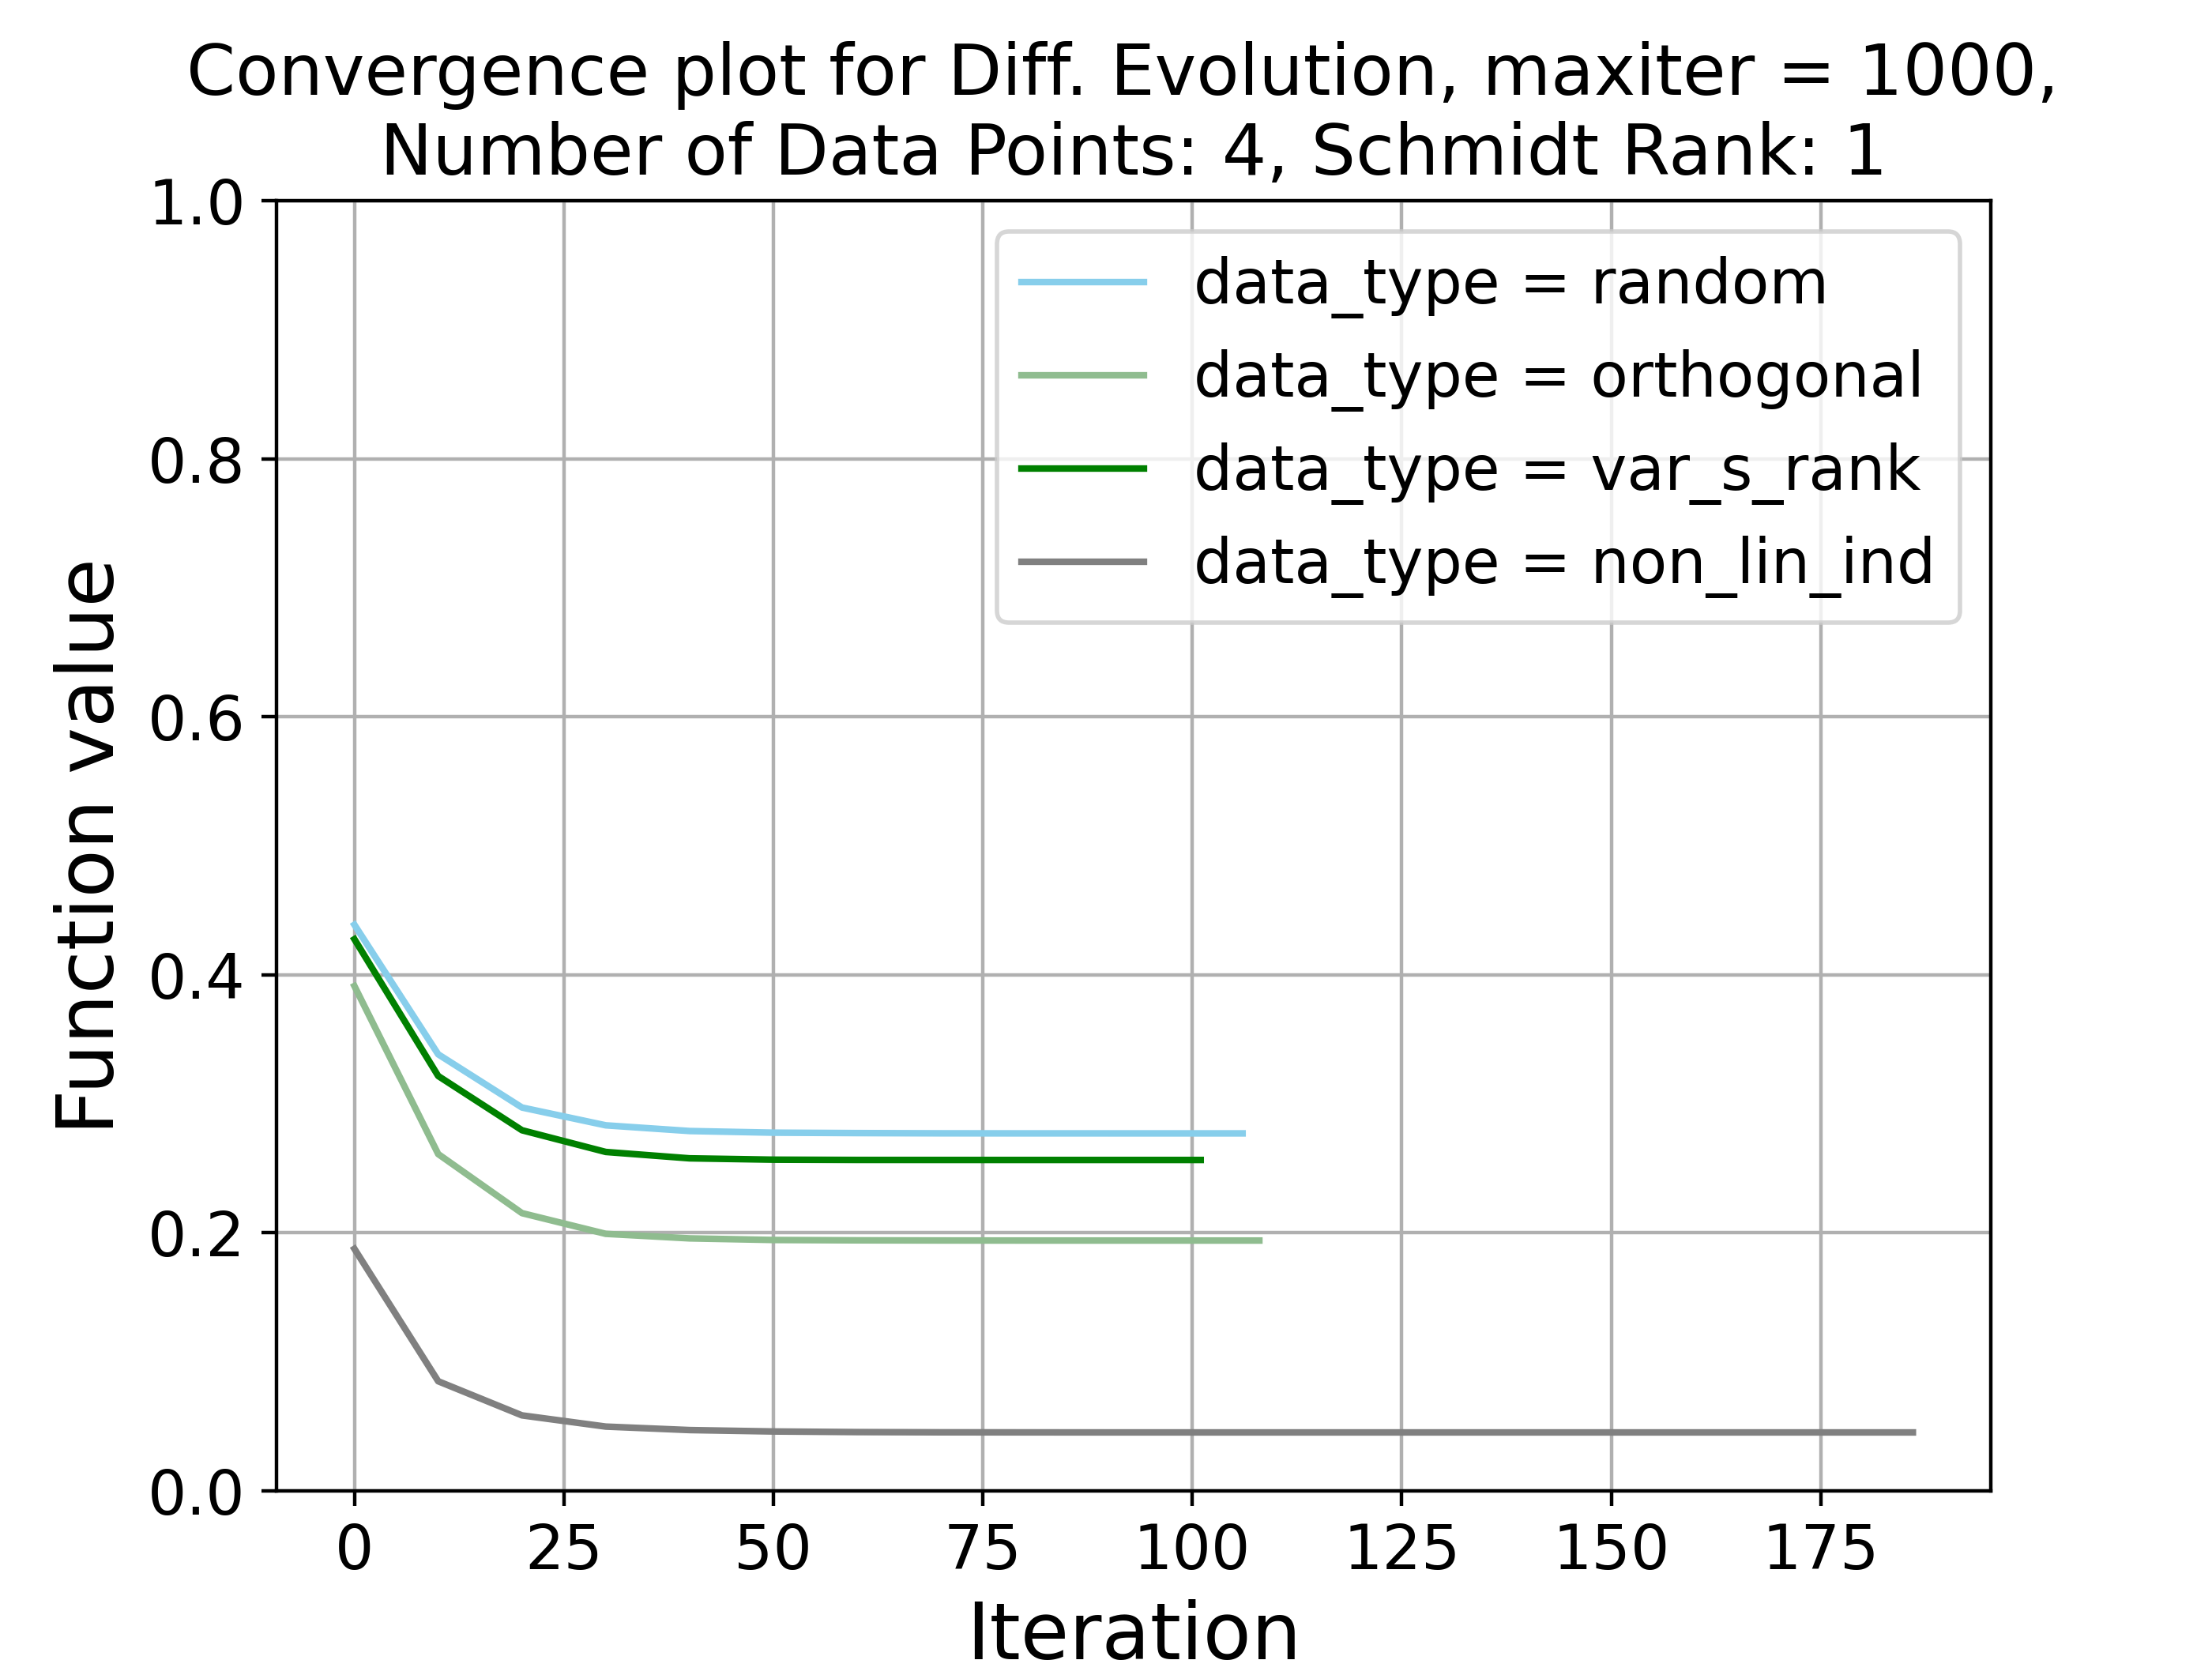 Convergence plot for Diff. Evolution, maxiter = 1000,
Number of Data Points: 4, Schmidt Rank: 1
1.0
0.8
0.6
0.4
0.2
0.0
Function value
data_type = random
data_type = orthogonal
data_type = var_s_rank
data_type = non_lin_ind
0 25 50 75 100 125 150 175
Iteration